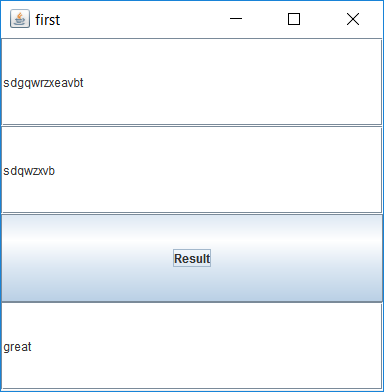 first
sdgqwrzxeavbt
sdqwzxvb
Result
great